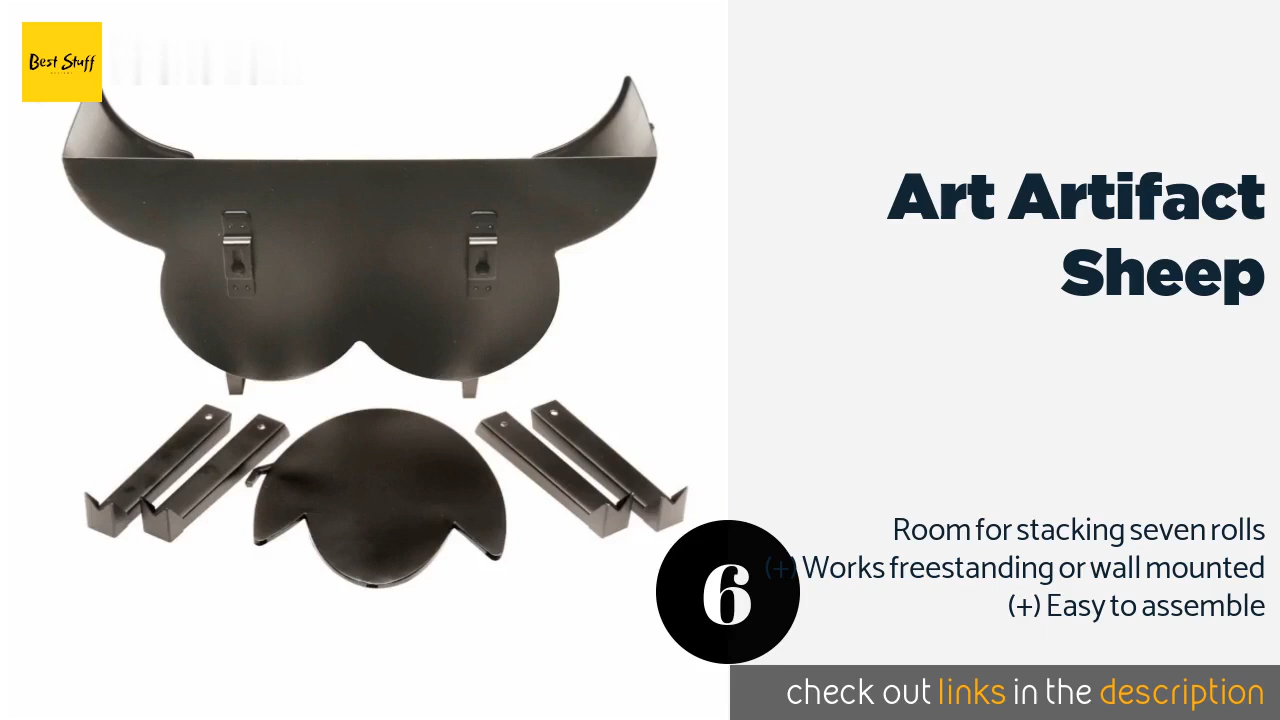 Best Stuff
Art Artifact
Sheep
Room for stacking seven rolls
(+) Works freestanding or wall mounted
(+) Easy to assemble
6
check out links in the description